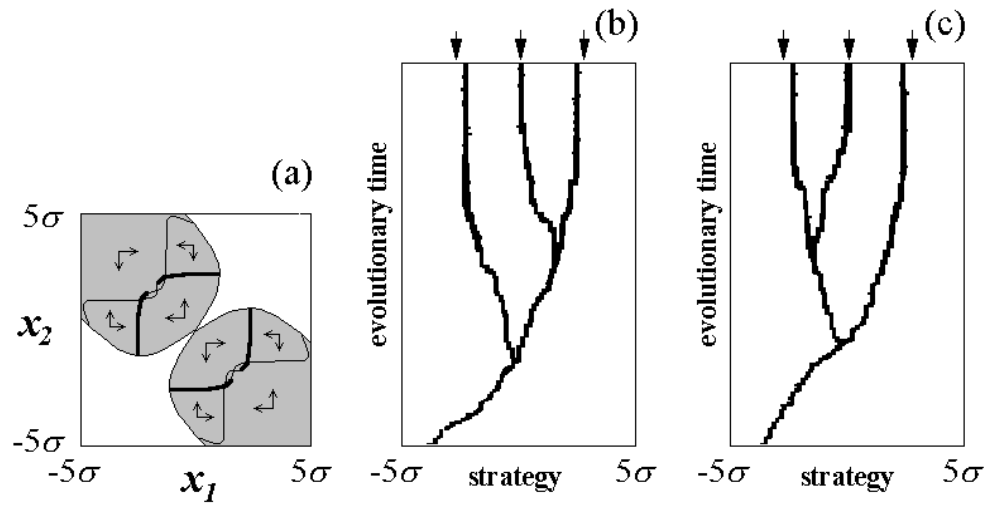 (a)
5σ
x₂
-5σ
-5σ
5σ
x₁
(b)
evolutionary time
-5σ
strategy
5σ
(c)
evolutionary time
-5σ
strategy
5σ